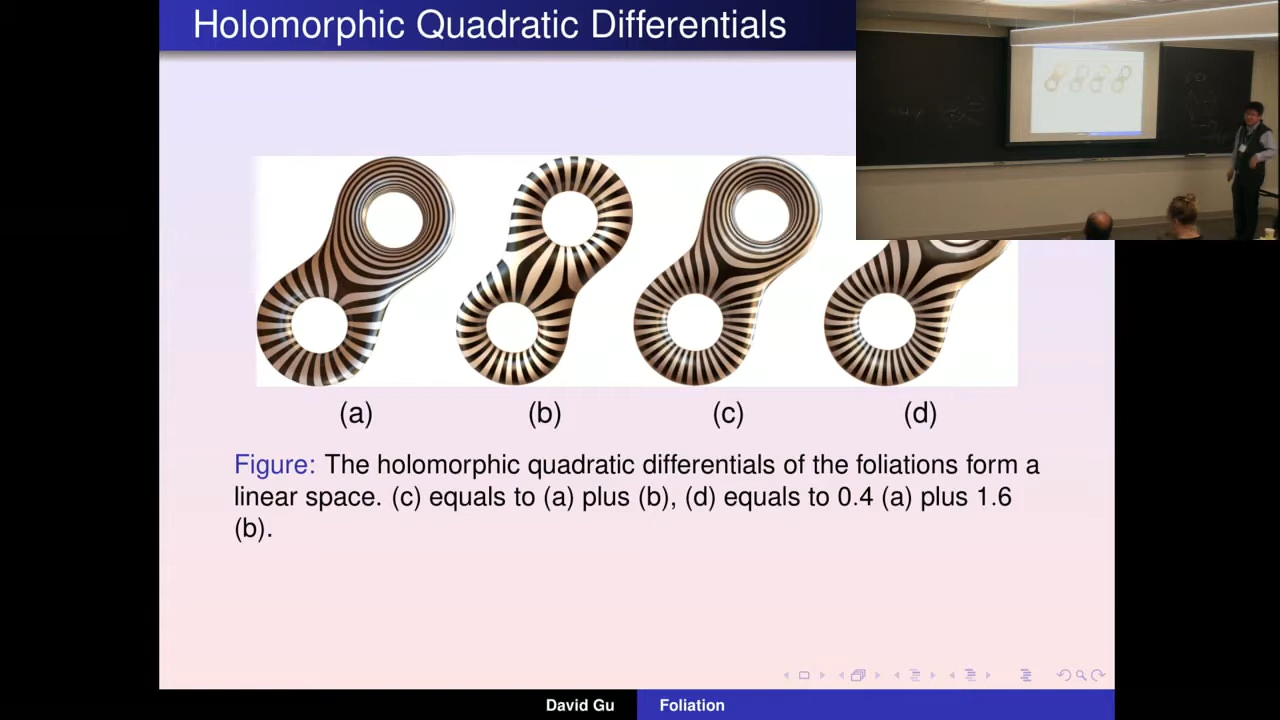 Holomorphic Quadratic Differentials
(a)
(b)
(c)
(d)
Figure: The holomorphic quadratic differentials of the foliations form a
linear space. (c) equals to (a) plus (b), (d) equals to 0.4 (a) plus 1.6
(b).
David Gu
Foliation